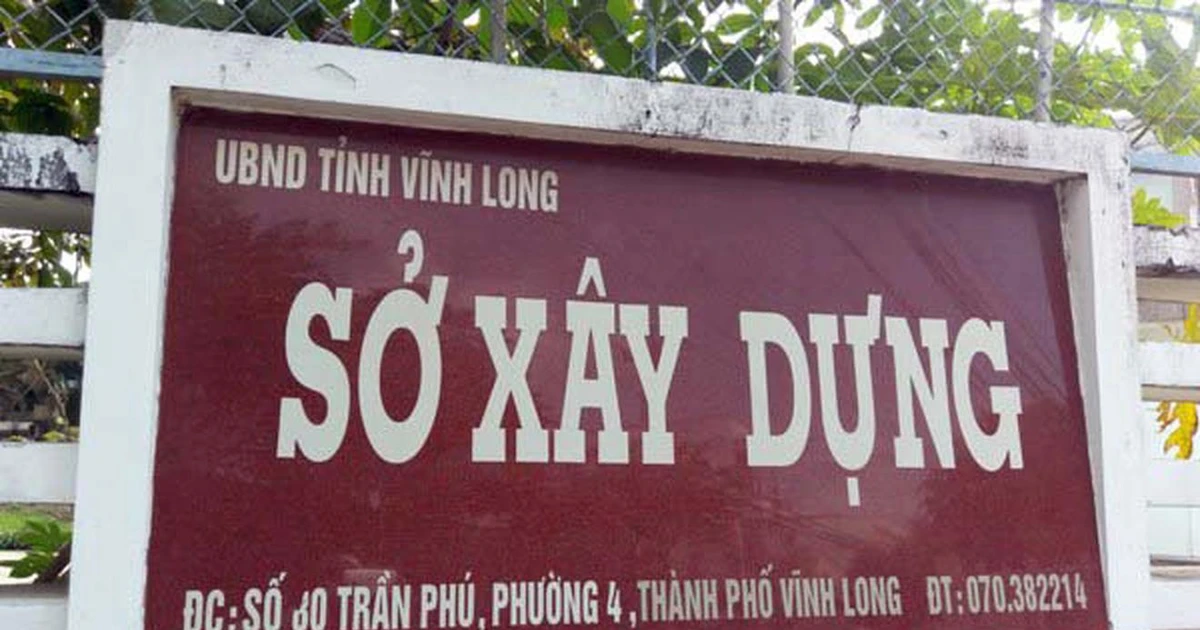 UBND TỈNH VĨNH LONG
SỞ XÂY DỰNG
ĐC: SỐ 80 TRẦN PHÚ, PHƯỜNG 4, THÀNH PHỐ VĨNH LONG ĐT: 070.382214